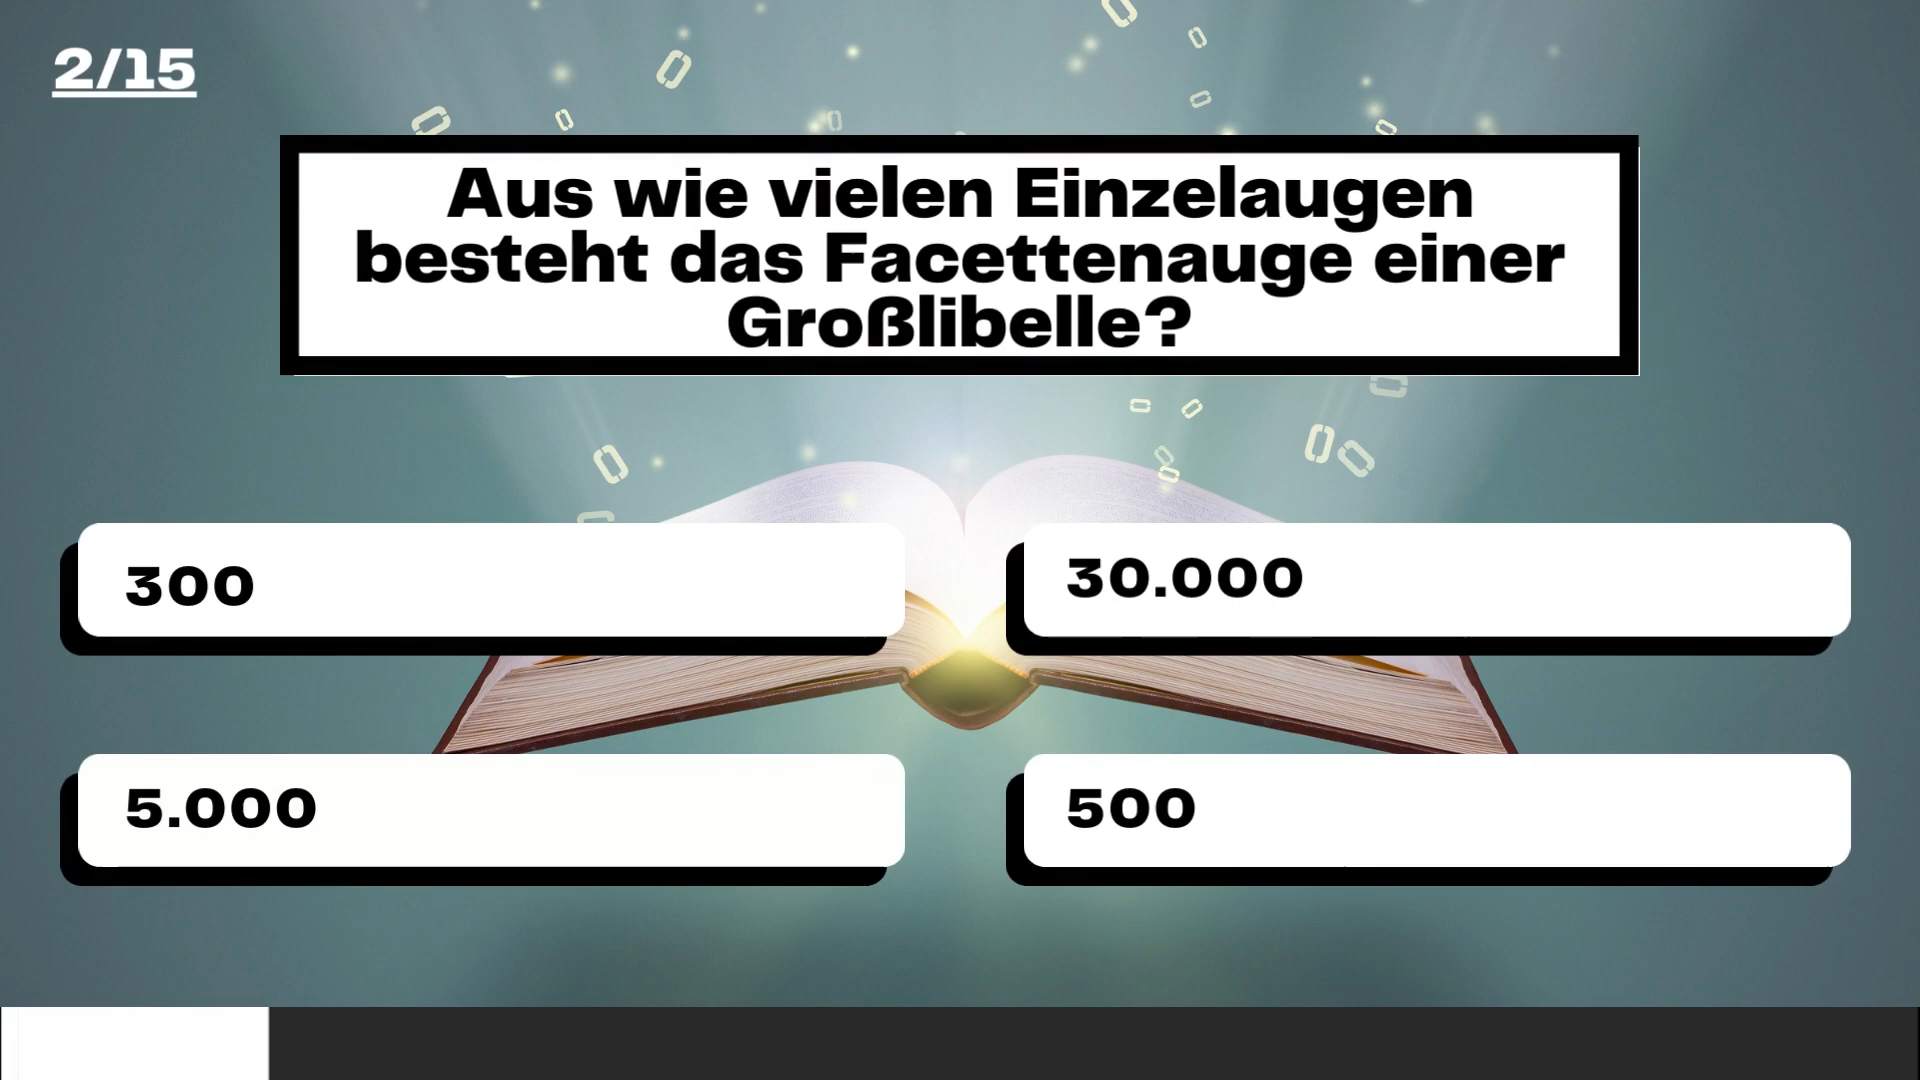 2/15
Aus wie vielen Einzelaugen
besteht das Facettenauge einer
Großlibelle?
300
30.000
5.000
500